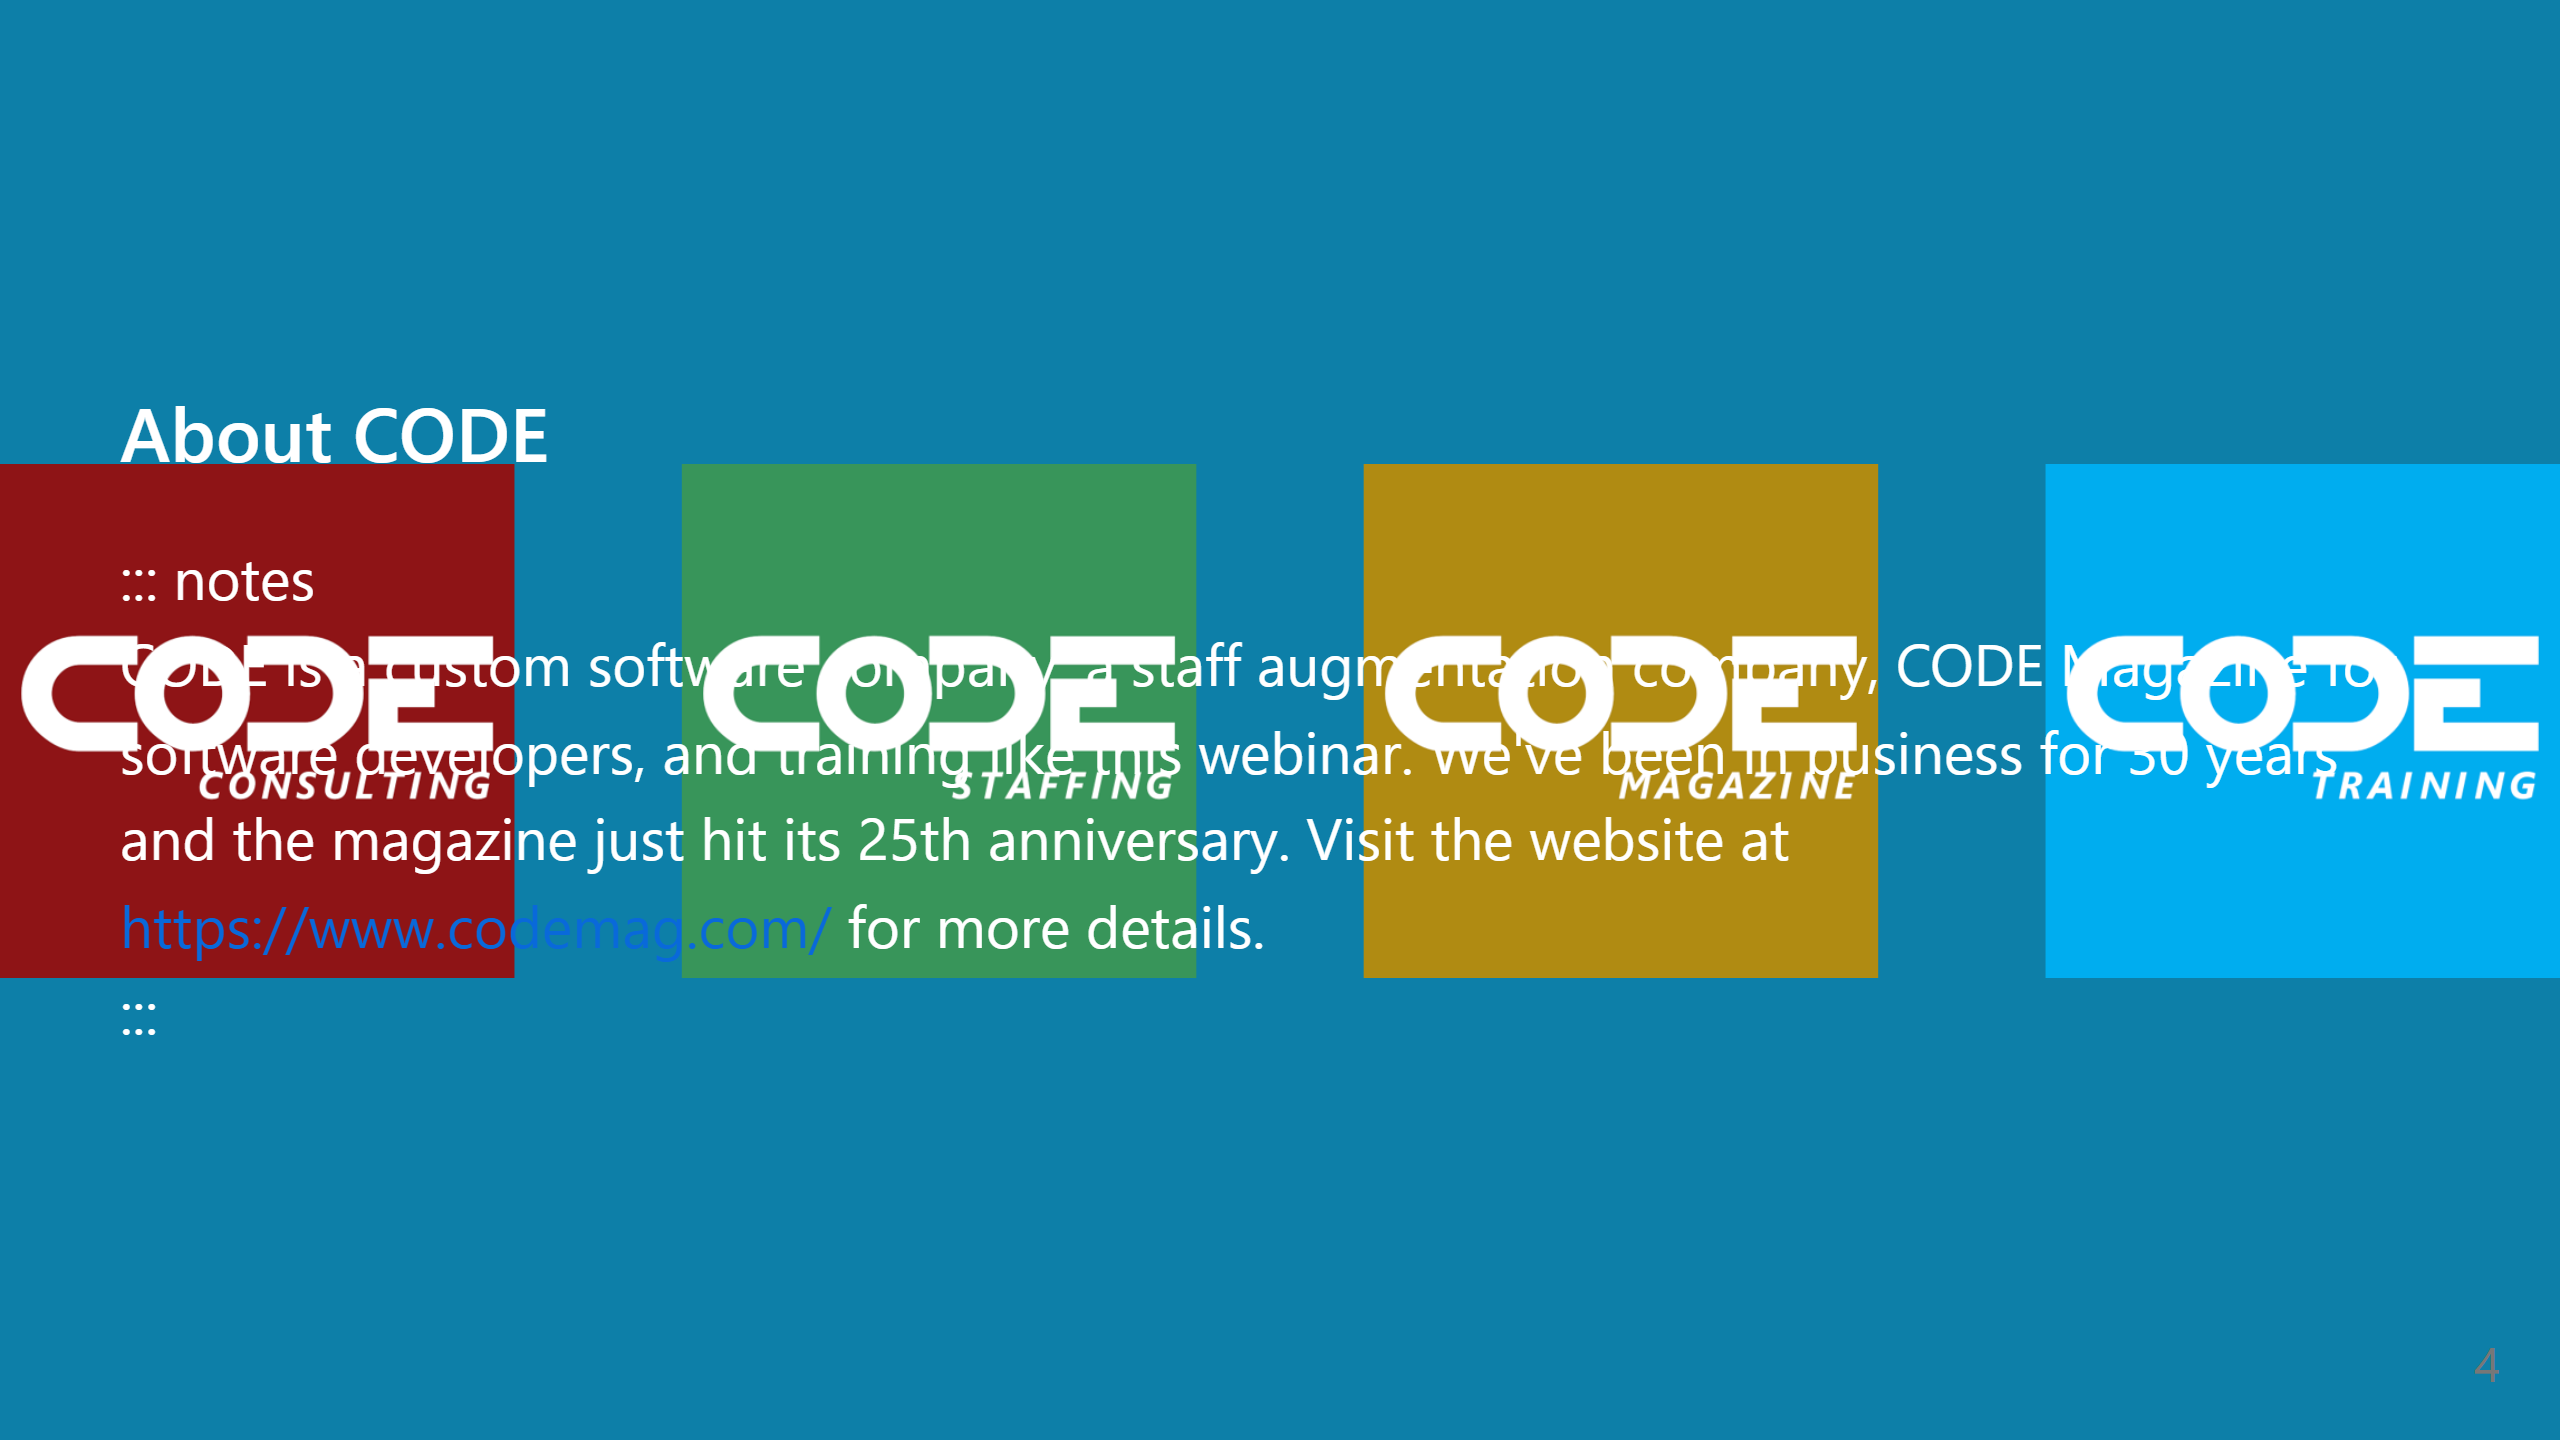 About CODE
::: notes
CODE is a custom software company, a staff augmentation company, CODE Magazine for
software developers, and training like this webinar. We've been in business for 30 years
and the magazine just hit its 25th anniversary. Visit the website at
https://www.codemag.com/ for more details.
:::
CODE
CONSULTING
CODE
STAFFING
CODE
MAGAZINE
CODE
TRAINING
4